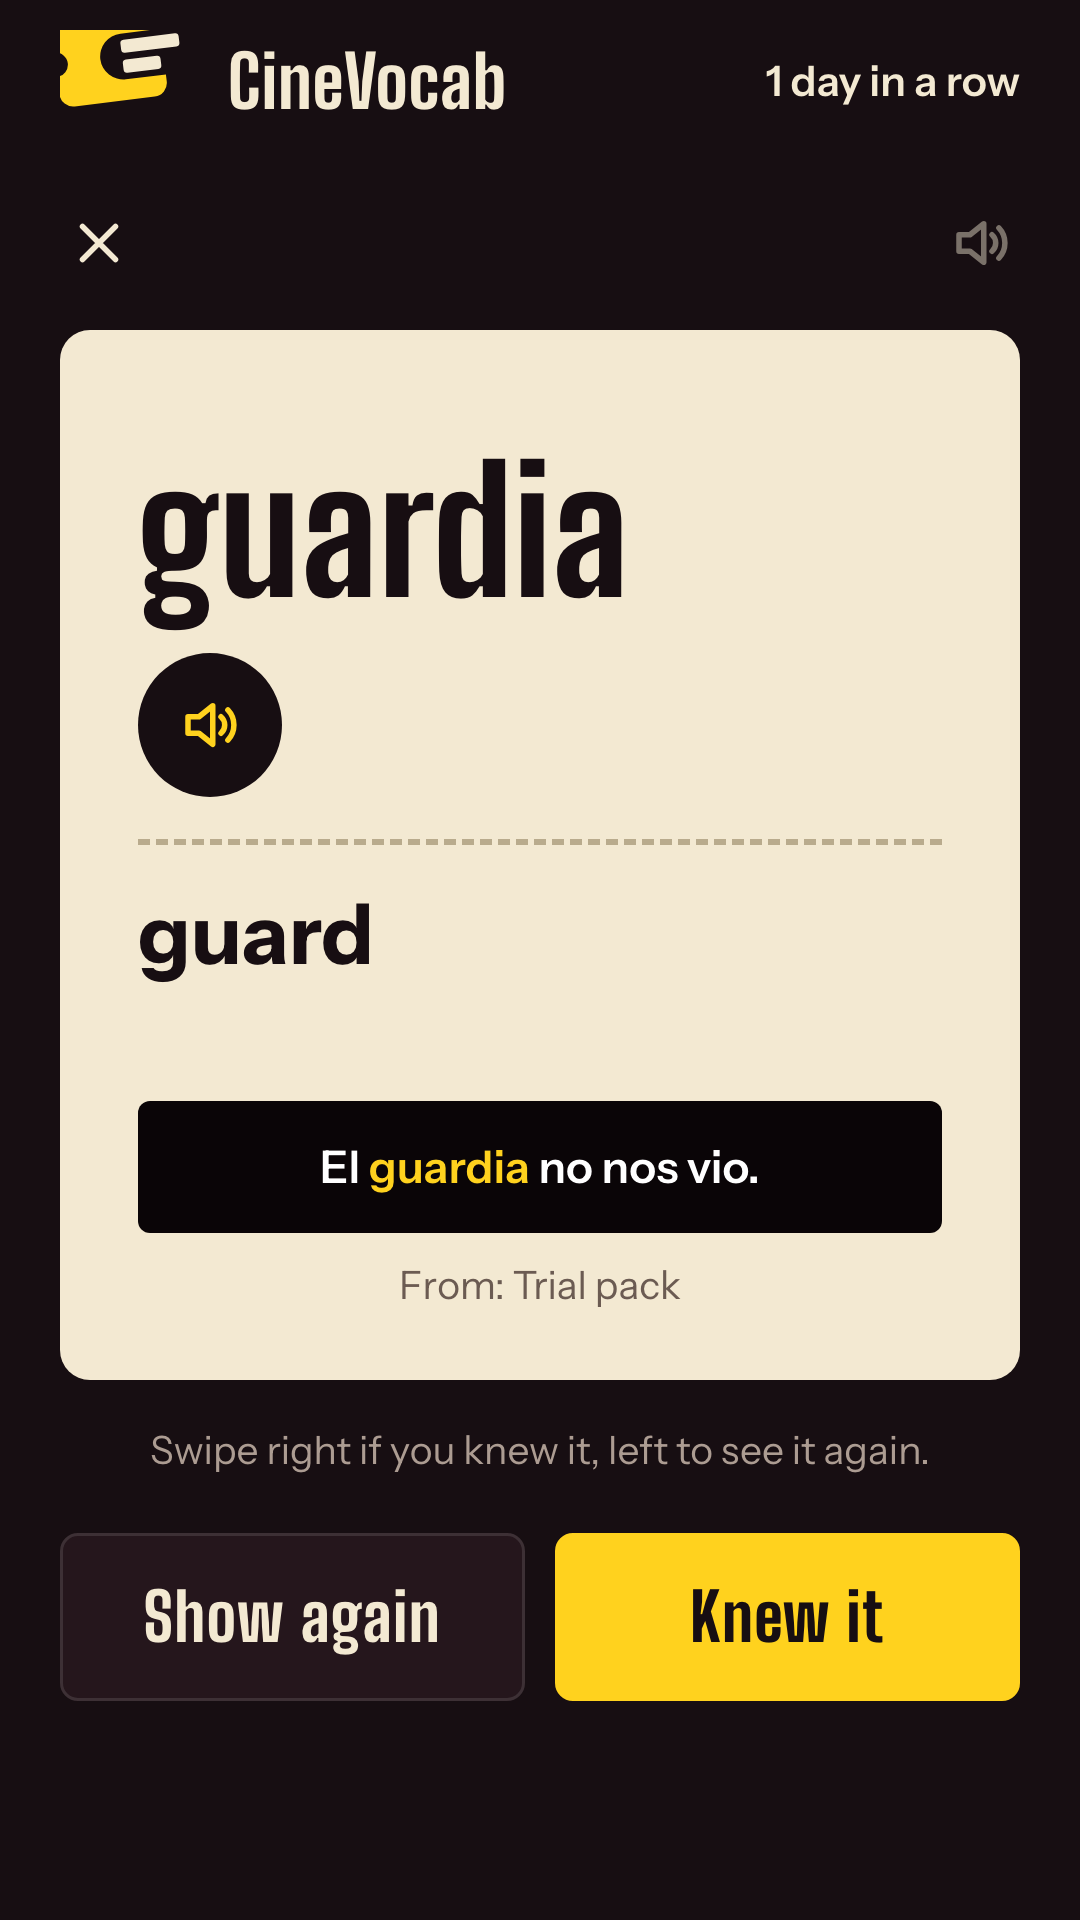 CineVocab
1 day in a row
guardia
guard
El guardia no nos vio.
From: Trial pack
Swipe right if you knew it, left to see it again.
Show again
Knew it